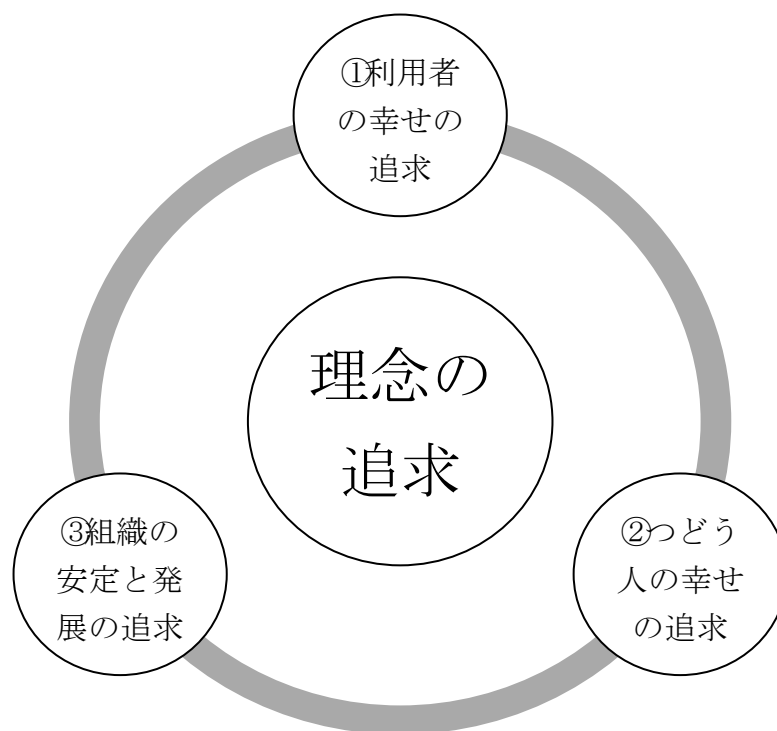 ①利用者
の幸せの
追求
理念の
追求
③組織の
安定と発
展の追求
②つどう
人の幸せ
の追求